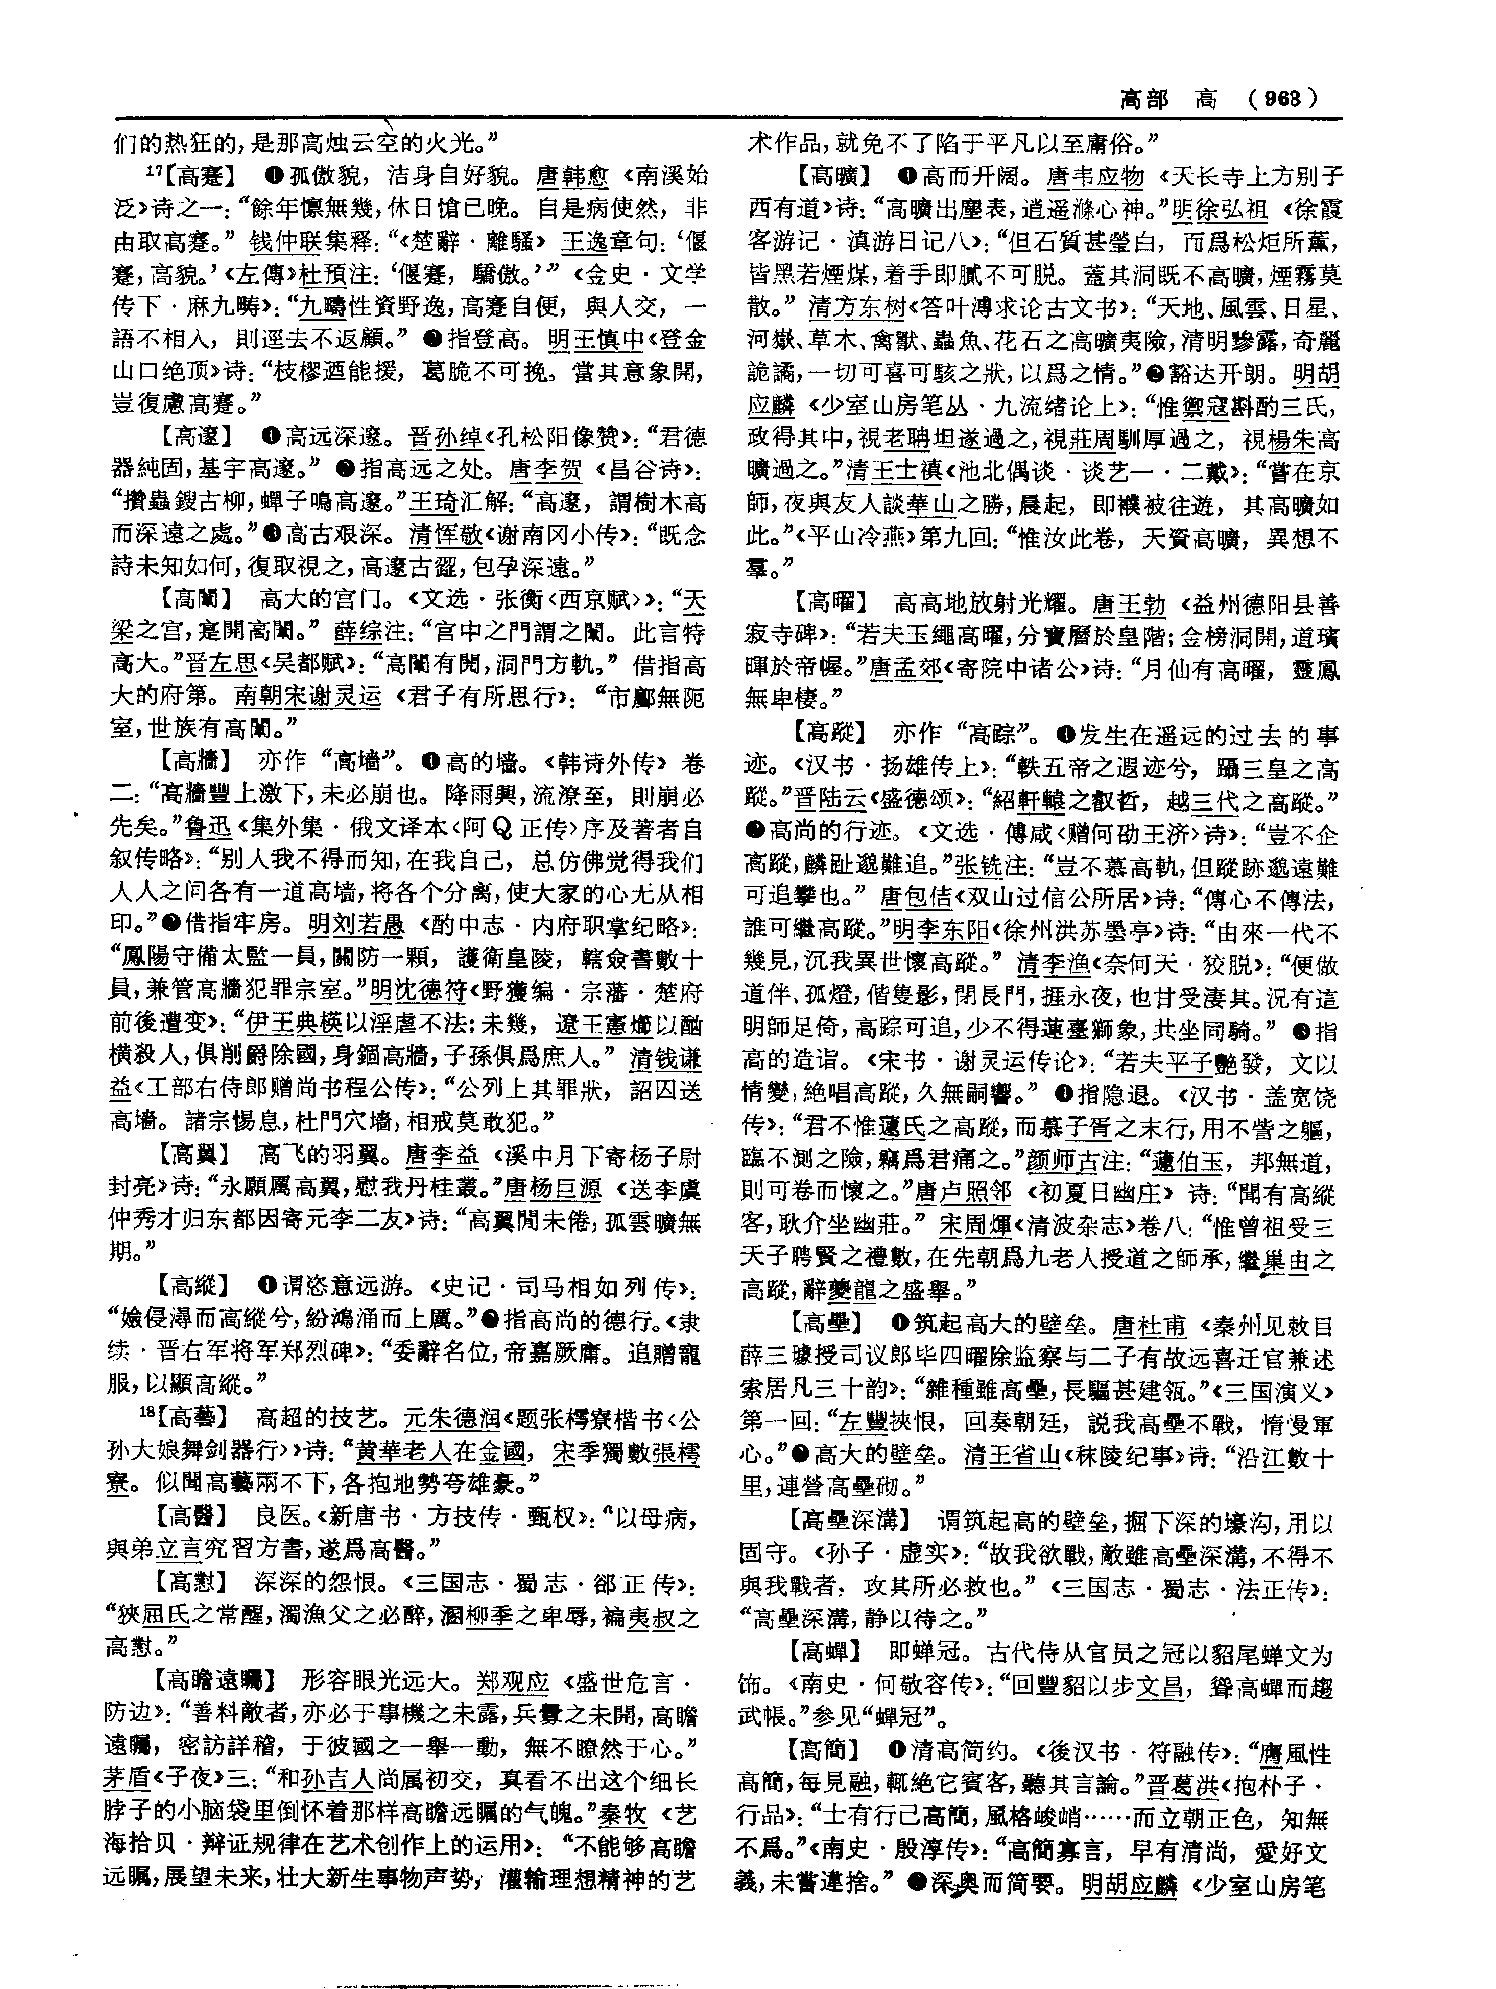 高部　高　（963）
们的热狂的，是那高烛云空的火光。”
17【高蹇】　❶孤傲貌，洁身自好貌。唐韩愈《南溪始
泛》诗之一：“餘年懔無幾，休日愴已晚。自是病使然，非
由取高蹇。”钱仲联集释：“《楚辭·離騷》王逸章句：‘偃
蹇，高貌。’《左傳》杜預注：‘偃蹇，驕傲。’”《金史·文学
传下·麻九畴》：“九疇性資野逸，高蹇自便，與人交，一
語不相入，則逕去不返顧。”❷指登高。明王慎中《登金
山口绝顶》诗：“枝樛迺能援，葛脆不可挽。當其意象開，
豈復慮高蹇。”
【高邃】　❶高远深邃。晋孙绰《孔松阳像赞》：“君德
器純固，基宇高邃。”❷指高远之处。唐李贺《昌谷诗》：
“攢蟲鎪古柳，蟬子鳴高邃。”王琦汇解：“高邃，謂樹木高
而深遠之處。”❸高古艰深。清恽敬《谢南冈小传》：“既念
詩未知如何，復取視之，高邃古澀，包孕深遠。”
【高闈】　高大的宫门。《文选·张衡〈西京赋〉》：“天
梁之宫，寔開高闈。”薛综注：“宫中之門謂之闈。此言特
高大。”晋左思《吴都赋》：“高闈有閌，洞門方軌。”借指高
大的府第。南朝宋谢灵运《君子有所思行》：“市鄽無阨
室，世族有高闈。”
【高牆】　亦作“高墙”。❶高的墙。《韩诗外传》卷
二：“高牆豐上激下，未必崩也。降雨興，流潦至，則崩必
先矣。”鲁迅《集外集·俄文译本〈阿Q正传〉序及著者自
叙传略》：“别人我不得而知，在我自己，总仿佛觉得我们
人人之间各有一道高墙，将各个分离，使大家的心无从相
印。”❷借指牢房。明刘若愚《酌中志·内府职掌纪略》：
“鳳陽守備太監一員，關防一顆，護衛皇陵，轄僉書數十
員，兼管高牆犯罪宗室。”明沈德符《野獲编·宗藩·楚府
前後遭变》：“伊王典楧以淫虐不法；未幾，遼王憲㸅以酗
横殺人，俱削爵除國，身錮高牆，子孫俱爲庶人。”清钱谦
益《工部右侍郎赠尚书程公传》：“公列上其罪狀，詔囚送
高墙。諸宗惕息，杜門穴墙，相戒莫敢犯。”
【高翼】　高飞的羽翼。唐李益《溪中月下寄杨子尉
封亮》诗：“永願厲高翼，慰我丹桂叢。”唐杨巨源《送李虞
仲秀才归东都因寄元李二友》诗：“高翼閒未倦，孤雲曠無
期。”
【高縱】　❶谓恣意远游。《史记·司马相如列传》：
“嬐侵潯而高縱兮，紛鴻涌而上厲。”❷指高尚的德行。《隶
续·晋右军将军郑烈碑》：“委辭名位，帝嘉厥庸。追贈寵
服，以顯高縱。”
18【高藝】　高超的技艺。元朱德润《题张樗寮楷书〈公
孙大娘舞剑器行〉》诗：“黄華老人在金國，宋季獨數張樗
寮。似聞高藝兩不下，各抱地勢夸雄豪。”
【高醫】　良医。《新唐书·方技传·甄权》：“以母病，
與弟立言究習方書，遂爲高醫。”
【高懟】　深深的怨恨。《三国志·蜀志·郤正传》：
“狹屈氏之常醒，濁漁父之必醉，溷柳季之卑辱，褊夷叔之
高懟。”
【高瞻遠矚】　形容眼光远大。郑观应《盛世危言·
防边》：“善料敵者，亦必于事機之未露，兵釁之未開，高瞻
遠矚，密訪詳稽，于彼國之一舉一動，無不瞭然于心。”
茅盾《子夜》三：“和孙吉人尚属初交，真看不出这个细长
脖子的小脑袋里倒怀着那样高瞻远瞩的气魄。”秦牧《艺
海拾贝·辩证规律在艺术创作上的运用》：“不能够高瞻
远瞩，展望未来，壮大新生事物声势，灌输理想精神的艺
术作品，就免不了陷于平凡以至庸俗。”
【高曠】　❶高而开阔。唐韦应物《天长寺上方别子
西有道》诗：“高曠出塵表，逍遥滌心神。”明徐弘祖《徐霞
客游记·滇游日记八》：“但石質甚瑩白，而爲松炬所薰，
皆黑若煙煤，着手即膩不可脱。蓋其洞既不高曠，煙霧莫
散。”清方东树《答叶溥求论古文书》：“天地、風雲、日星、
河嶽、草木、禽獸、蟲魚、花石之高曠夷險，清明黲露，奇麗
詭譎，一切可喜可駭之狀，以爲之情。”❷豁达开朗。明胡
应麟《少室山房笔丛·九流绪论上》：“惟禦寇斟酌三氏，
政得其中，視老聃坦遂過之，視莊周馴厚過之，視楊朱高
曠過之。”清王士禛《池北偶谈·谈艺一·二戴》：“嘗在京
師，夜與友人談華山之勝，晨起，即襆被往遊，其高曠如
此。”《平山冷燕》第九回：“惟汝此卷，天資高曠，異想不
羣。”
【高曜】　高高地放射光耀。唐王勃《益州德阳县善
寂寺碑》：“若夫玉繩高曜，分寶曆於皇階；金榜洞開，道璸
暉於帝幄。”唐孟郊《寄院中诸公》诗：“月仙有高曜，靈鳳
無卑棲。”
【高蹤】　亦作“高踪”。❶发生在遥远的过去的事
迹。《汉书·扬雄传上》：“軼五帝之遐迹兮，躡三皇之高
蹤。”晋陆云《盛德颂》：“紹軒轅之叡哲，越三代之高蹤。”
❷高尚的行迹。《文选·傅咸〈赠何劭王济〉诗》：“豈不企
高蹤，麟趾邈難追。”张铣注：“豈不慕高軌，但蹤跡邈遠難
可追攀也。”唐包佶《双山过信公所居》诗：“傳心不傳法，
誰可繼高蹤。”明李东阳《徐州洪苏墨亭》诗：“由來一代不
幾見，沉我異世懷高蹤。”清李渔《奈何天·狡脱》：“便做
道伴、孤燈，偕隻影，閉長門，捱永夜，也甘受淒其。況有這
明師足倚，高踪可追，少不得蓮臺獅象，共坐同騎。”❸指
高的造诣。《宋书·谢灵运传论》：“若夫平子艷發，文以
情變，絶唱高蹤，久無嗣響。”❹指隐退。《汉书·盖宽饶
传》：“君不惟蘧氏之高蹤，而慕子胥之末行，用不訾之軀，
臨不測之險，竊爲君痛之。”颜师古注：“蘧伯玉，邦無道，
則可卷而懷之。”唐卢照邻《初夏日幽庄》诗：“聞有高縱
客，耿介坐幽莊。”宋周煇《清波杂志》卷八：“惟曾祖受三
天子聘賢之禮數，在先朝爲九老人授道之師承，繼巢由之
高蹤，辭夔龍之盛舉。”
【高壘】　❶筑起高大的壁垒。唐杜甫《秦州见敕目
薛三璩授司议郎毕四曜除监察与二子有故远喜迁官兼述
索居凡三十韵》：“雜種雖高壘，長驅甚建瓴。”《三国演义》
第一回：“左豐挾恨，回奏朝廷，説我高壘不戰，惰慢軍
心。”❷高大的壁垒。清王省山《秣陵纪事》诗：“沿江數十
里，連營高壘砌。”
【高壘深溝】　谓筑起高的壁垒，掘下深的壕沟，用以
固守。《孙子·虚实》：“故我欲戰，敵雖高壘深溝，不得不
與我戰者，攻其所必救也。”《三国志·蜀志·法正传》：
“高壘深溝，静以待之。”
【高蟬】　即蝉冠。古代侍从官员之冠以貂尾蝉文为
饰。《南史·何敬容传》：“回豐貂以步文昌，聳高蟬而趨
武帳。”参见“蟬冠”。
【高簡】　❶清高简约。《後汉书·符融传》：“膺風性
高簡，每見融，輒絶它賓客，聽其言論。”晋葛洪《抱朴子·
行品》：“士有行己高簡，風格峻峭……而立朝正色，知無
不爲。”《南史·殷淳传》：“高簡寡言，早有清尚，愛好文
義，未嘗違捨。”❷深奥而简要。明胡应麟《少室山房笔